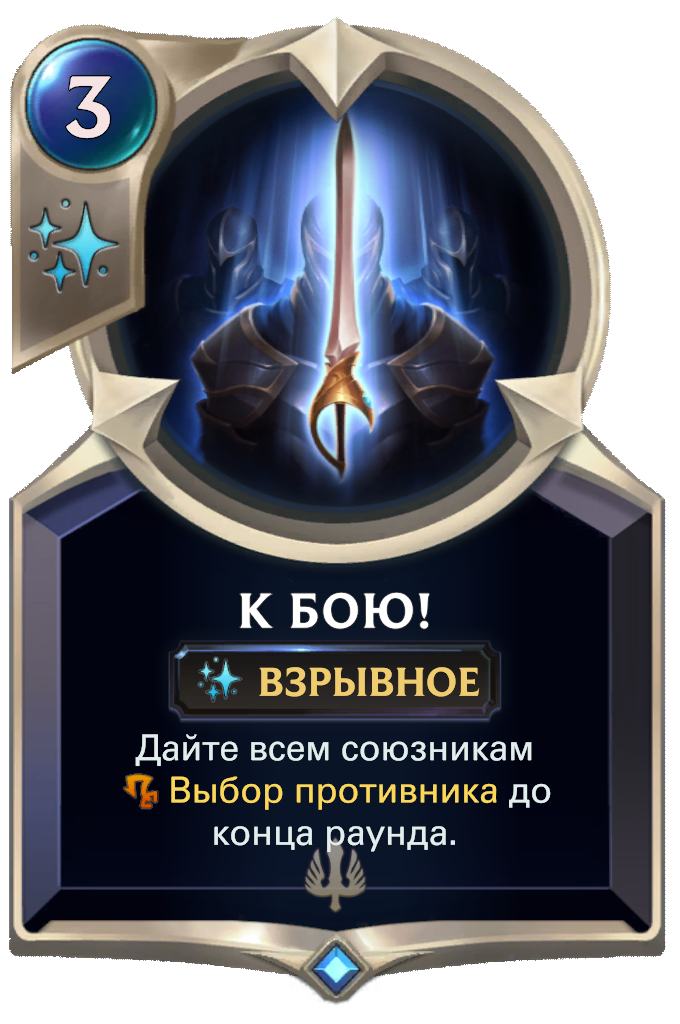 3
К БОЮ!
ВЗРЫВНОЕ
Дайте всем союзникам
Выбор противника до
конца раунда.